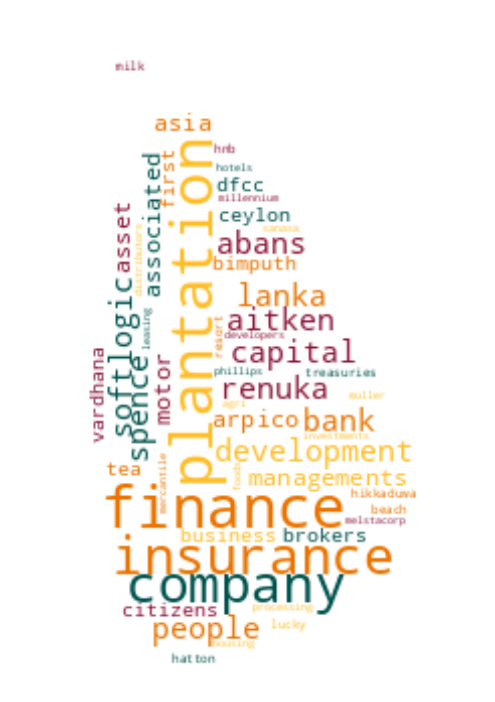 milk
asia
hnb
first
associated
plantation
hotels
dfcc
millennium
ceylon
asset
distributors
sanasa
abans
bimputh
softlogic
lanka
leasing
resort
aitken
developers
capital
vardhana
spence
motor
phillips
treasuries
renuka
muller
agri
arpico
bank
investments
development
tea
mercantile
foods
managements
finance
hikkaduwa
beach
melstacorp
business
brokers
insurance
company
citizens
processing
people
lucky
housing
hatton